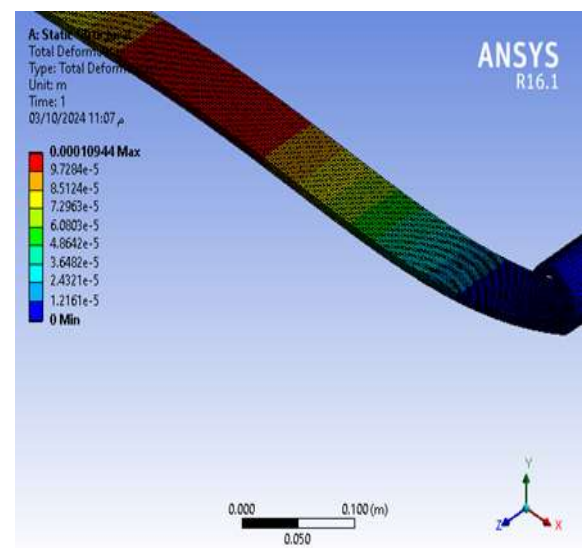 A: Static
Total Deform
Type: Total Deform
Unit: m
Time: 1
03/10/2024 11:07 م
0.00010944 Max
9.7284e-5
8.5124e-5
7.2963e-5
6.0803e-5
4.8642e-5
3.6482e-5
2.4321e-5
1.2161e-5
0 Min
ANSYS
R16.1
0.000
0.100 (m)
0.050
Y
Z
X